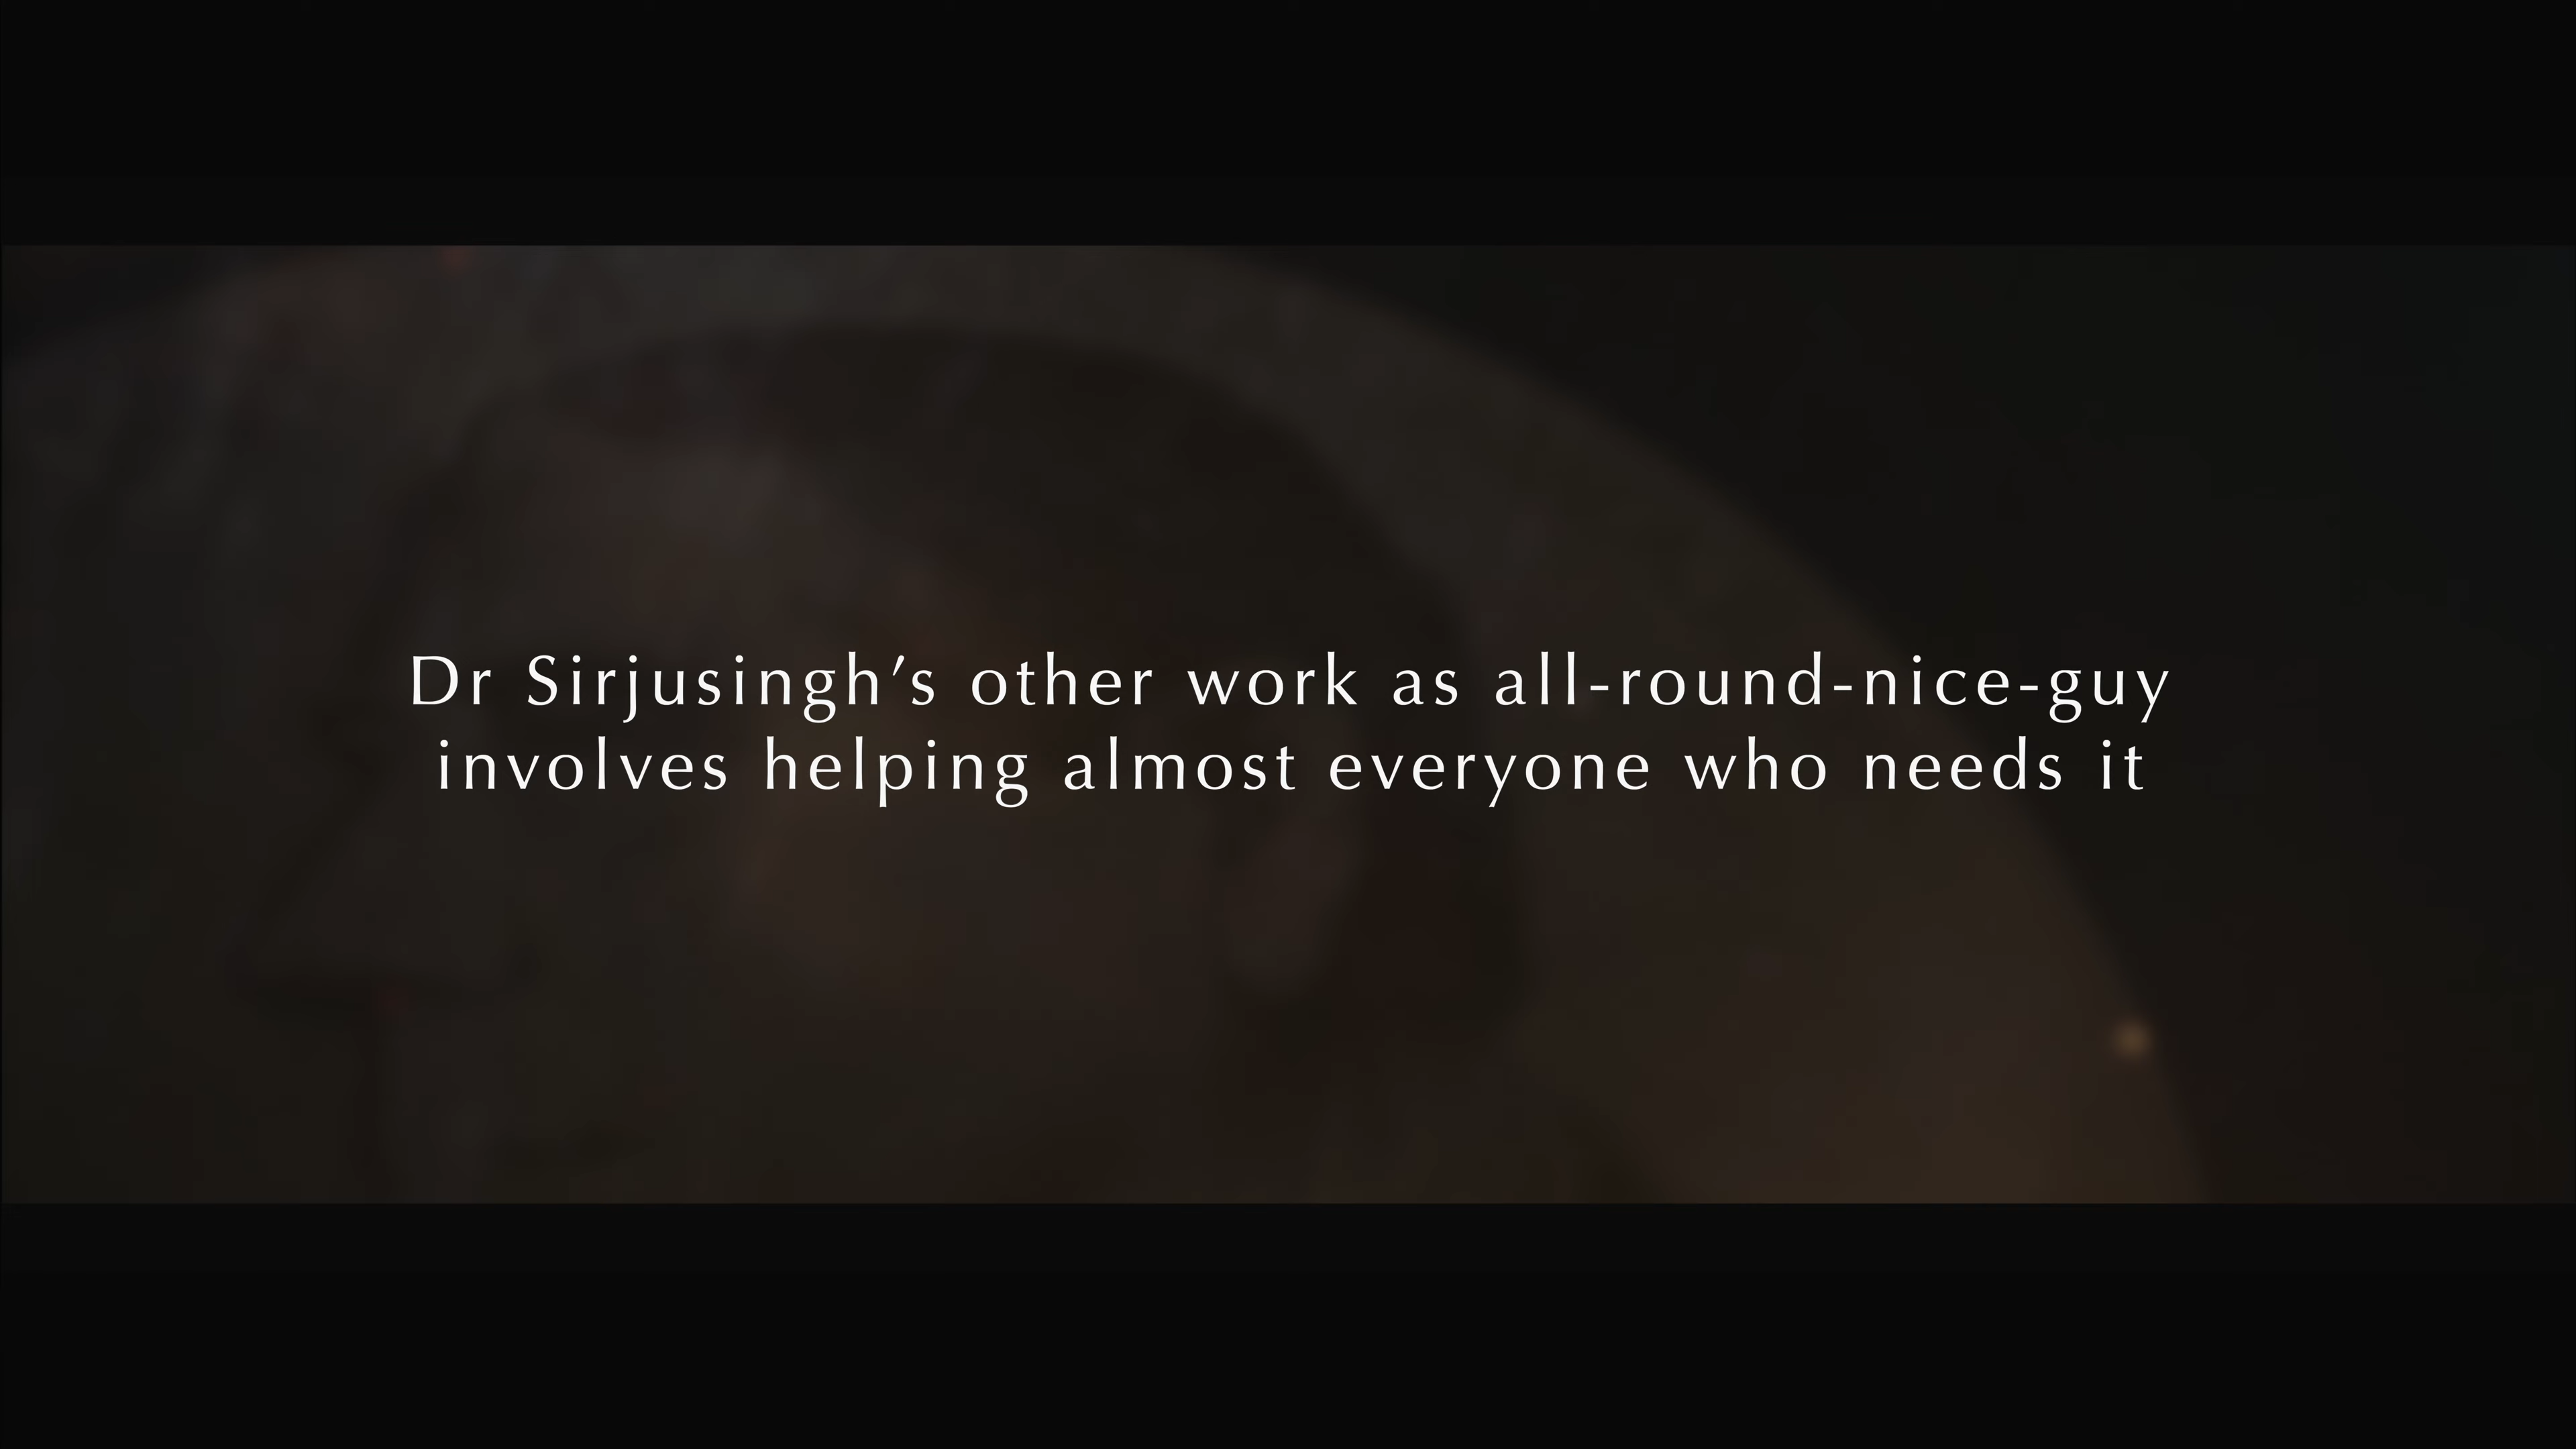 Dr Sirjusingh’s other work as all-round-nice-guy
involves helping almost everyone who needs it